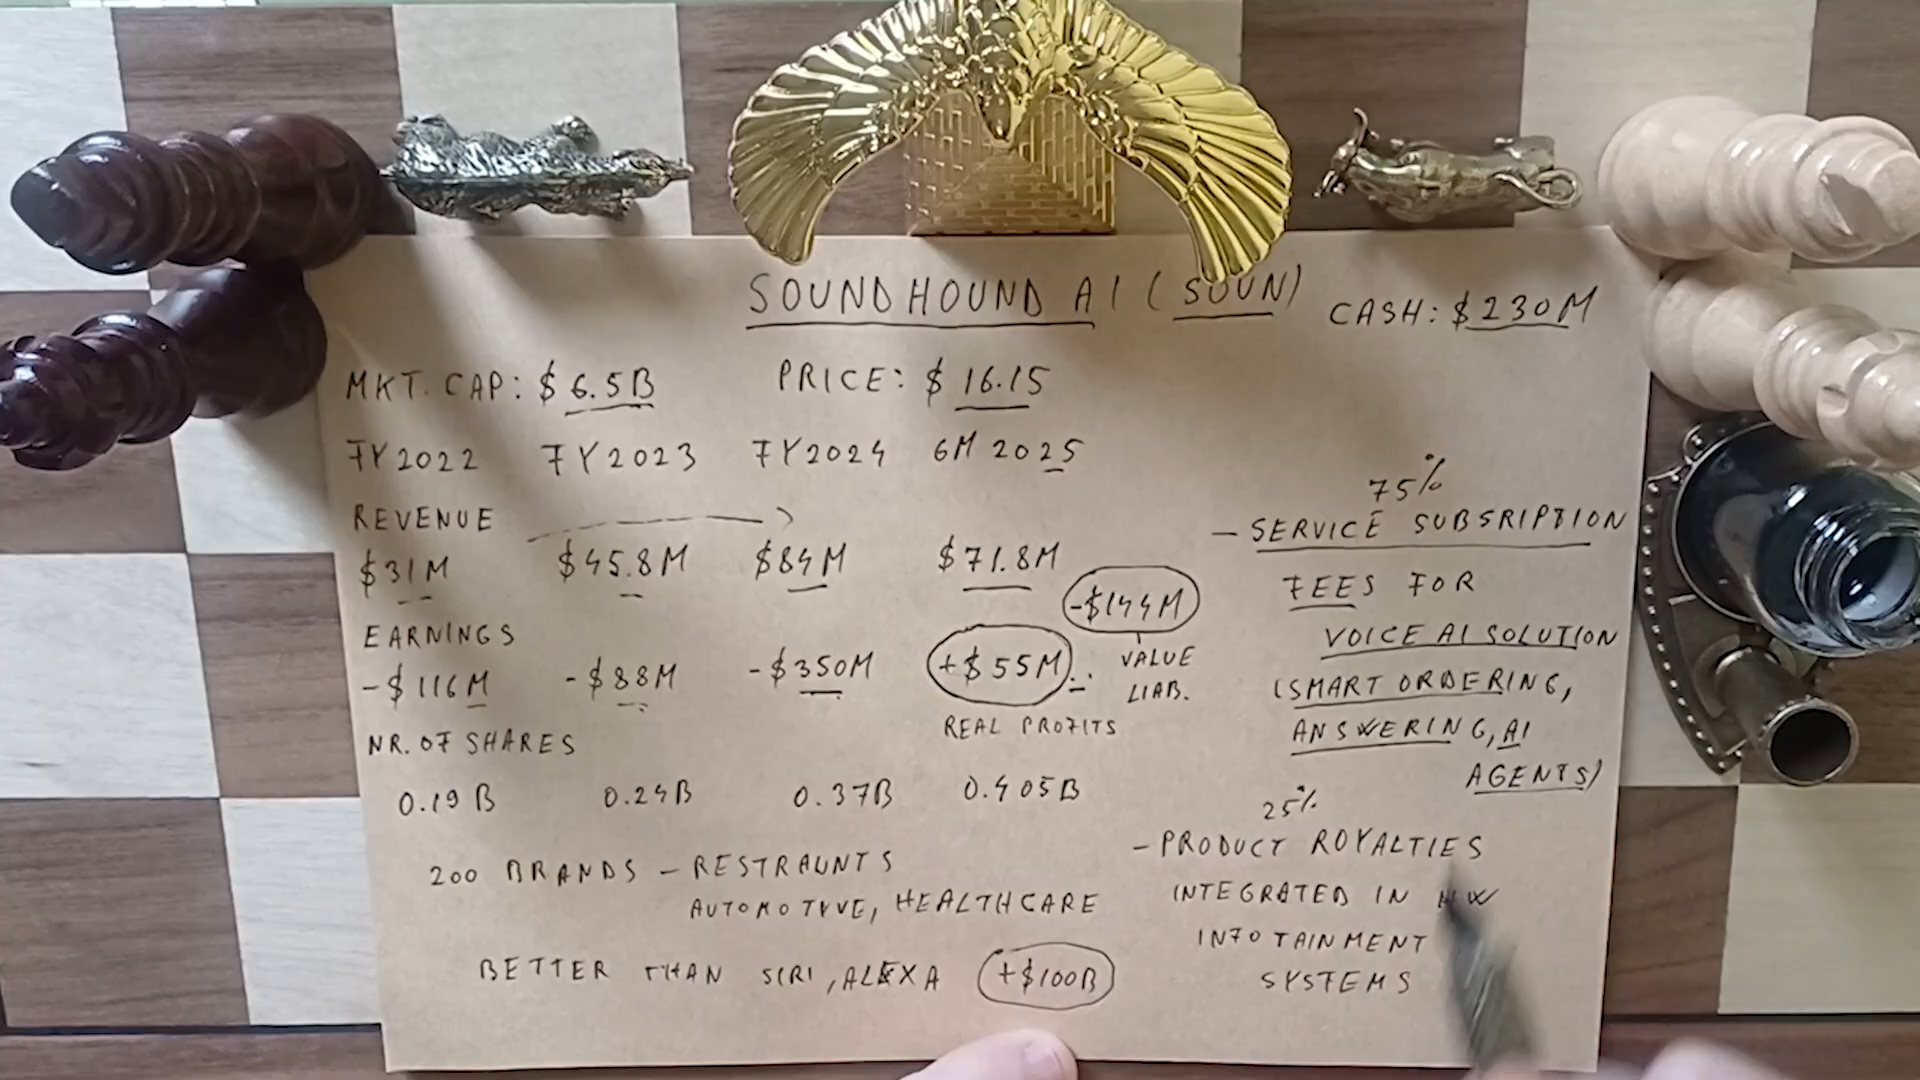 SOUNDHOUND AI (SOUN)
CASH: $230M
MKT. CAP: $6.5B
PRICE: $16.15
FY2022 FY2023 FY2024 6M 2025
REVENUE
$31M $45.8M $84M $71.8M
EARNINGS
-$116M -$88M -$350M +$55M
-$144M
VALUE
LIAB.
REAL PROFITS
NR. OF SHARES
0.19B 0.24B 0.37B 0.405B
200 BRANDS - RESTRAUNTS
AUTOMOTVVE, HEALTHCARE
BETTER THAN SIRI, ALEXA +$100B
75%
- SERVICE SUBSRIPTION
FEES FOR
VOICE AI SOLUTION
(SMART ORDERING,
ANSWERING, AI
AGENTS)
25%
- PRODUCT ROYALTIES
INTEGRATED IN HW
INFOTAINMENT
SYSTEMS